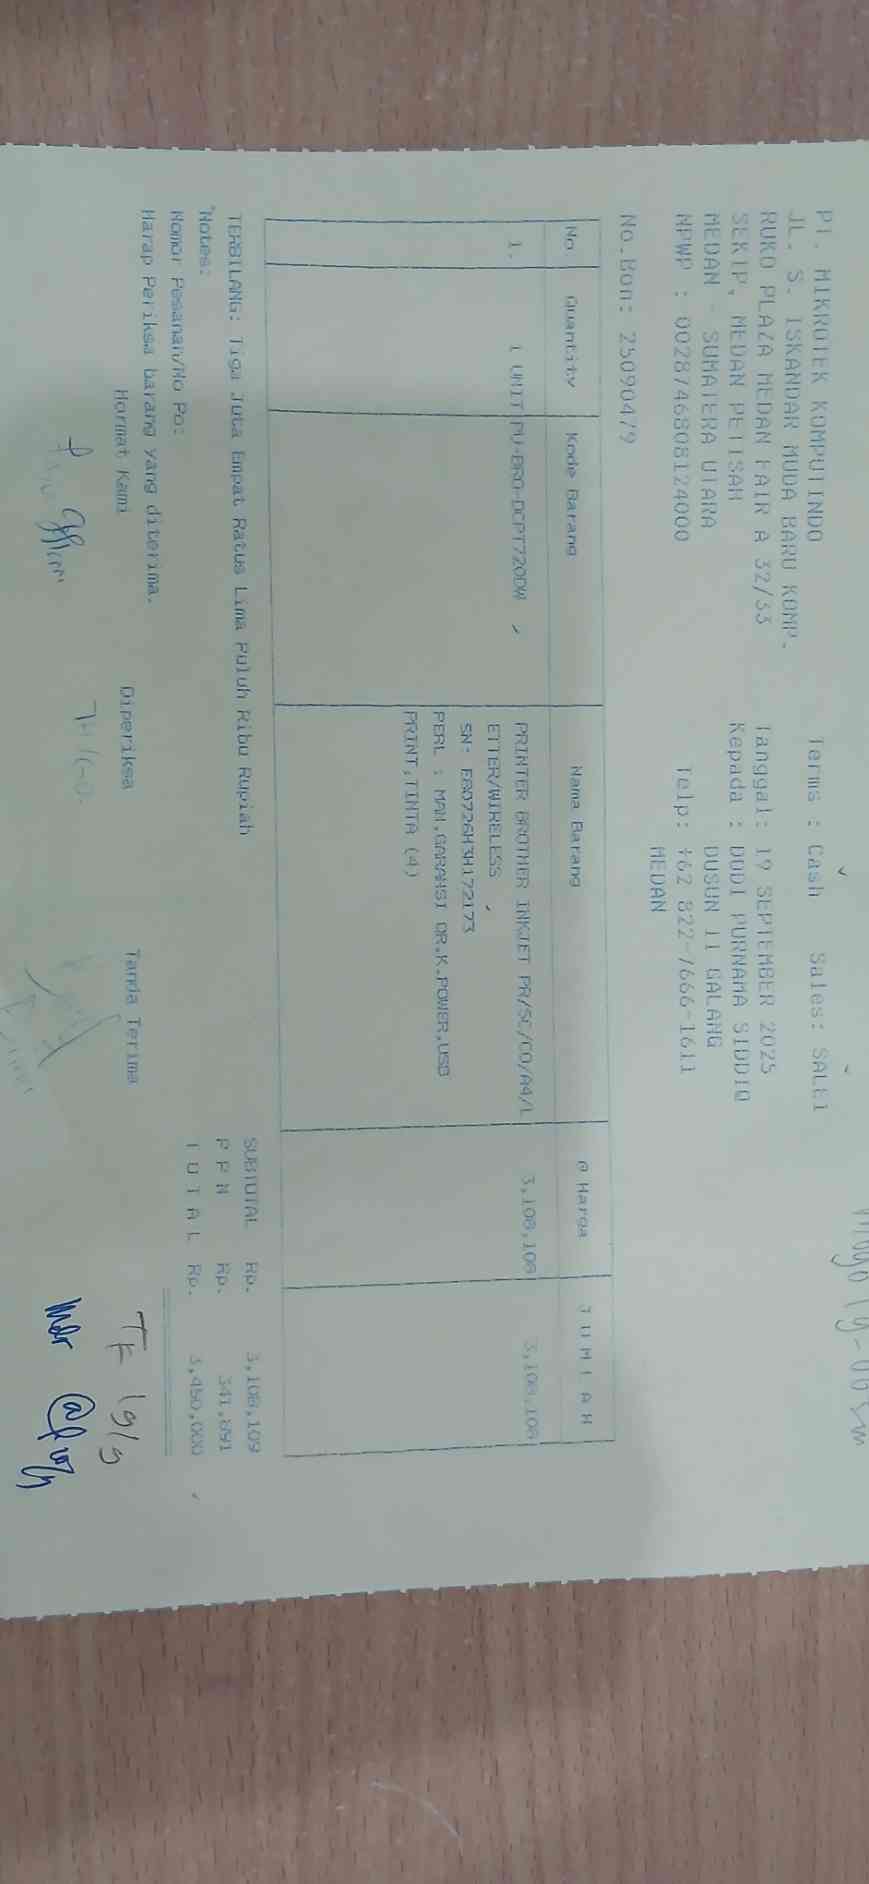 PT. MIKROTEK KOMPUTINDO
JL. S. ISKANDAR MUDA BARU KOMP.
RUKO PLAZA MEDAN FAIR A 32/33
SEKIP, MEDAN PETISAH
MEDAN - SUMATERA UTARA
NPWP : 0028746808124000
Terms : Cash Sales: SALE1
Tanggal: 19 SEPTEMBER 2025
Kepada : DODI PURNAMA SIDDIQ
DUSUN II GALANG
Telp: +62 822-7666-1611
MEDAN
No.Bon: 25090479
No. Quantity Kode Barang Nama Barang @ Harga J U M L A H
1. 1 UNIT PU-BRO-DCPT720DW PRINTER BROTHER INKJET PR/SC/CO/A4/L 3,108,108 3,108,108
ETTER/WIRELESS
SN: E80726H3H172173
PERL : MAN,GARANSI CR.K.POWER,USB
PRINT,TINTA (4)
TERBILANG: Tiga Juta Empat Ratus Lima Puluh Ribu Rupiah
SUBTOTAL Rp. 3,108,109
P P N Rp. 341,891
T O T A L Rp. 3,450,000
*Notes:
Nomor Pesanan/No Po:
Harap Periksa barang yang diterima.
Hormat Kami Diperiksa Tanda Terima
TF 19/9